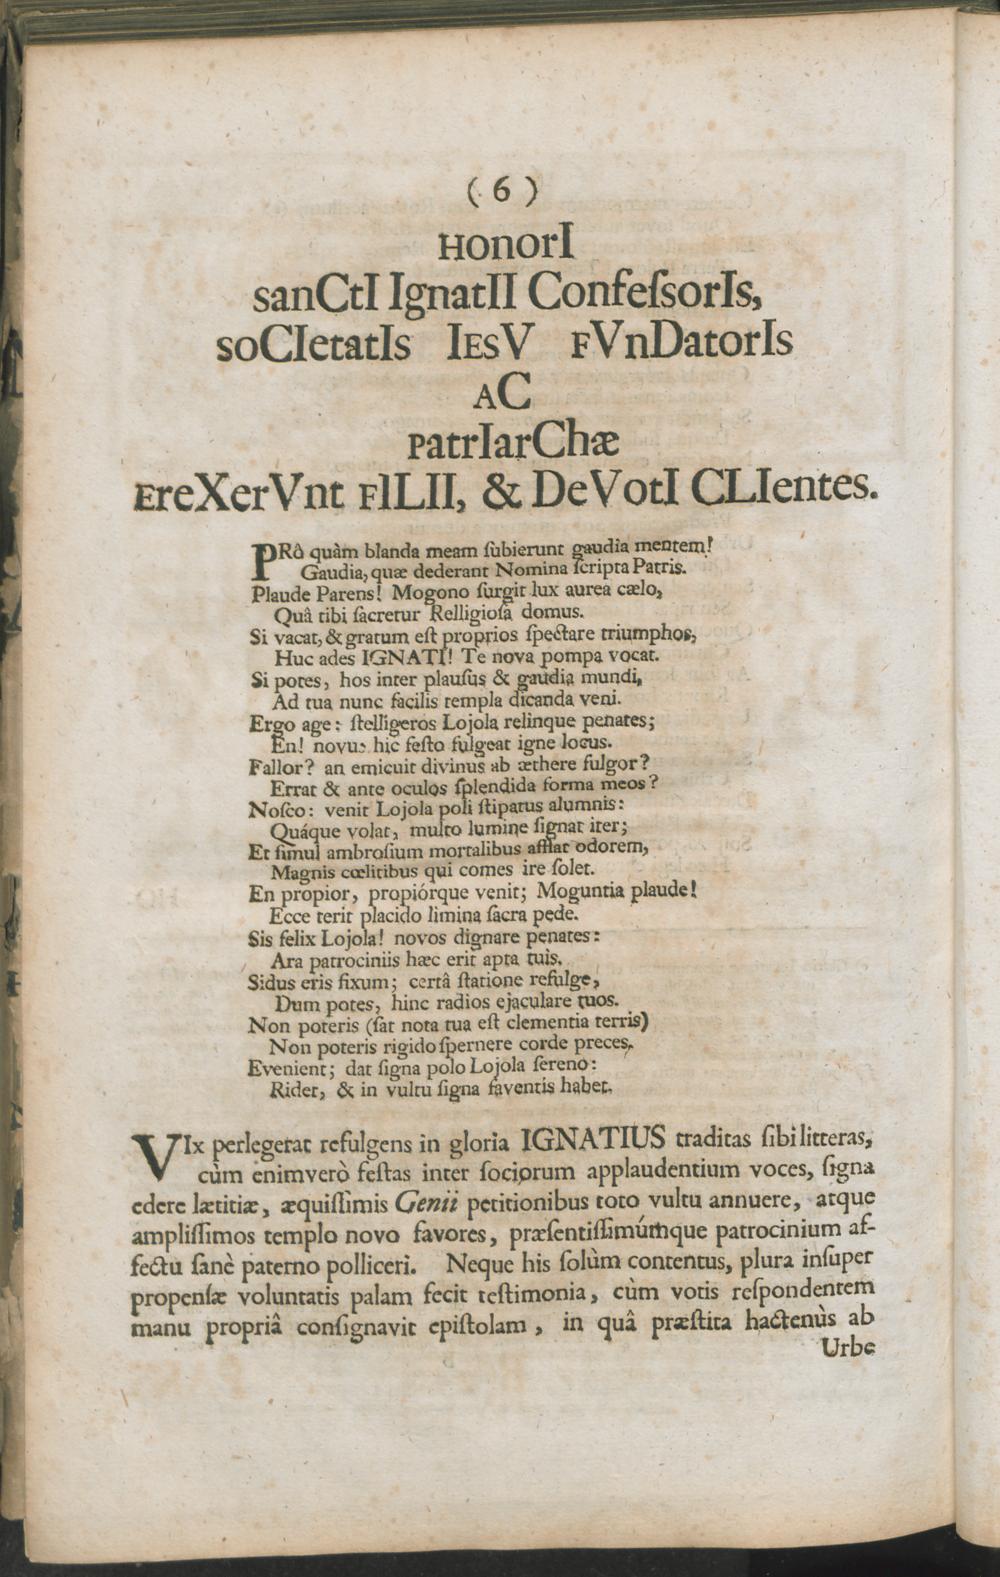 ( 6 )
HonorI
sanCtI IgnatII ConfeſsorIs,
soCIetatIs IEsV FVnDatorIs
AC
PatrIarChæ
EreXerVnt FILII, & DeVotI CLIentes.
PRô quàm blanda meam ſubierunt gaudia mentem!
Gaudia, quæ dederant Nomina ſcripta Patris.
Plaude Parens! Mogono ſurgit lux aurea cælo,
Quâ tibi ſacretur Relligioſa domus.
Si vacat, & gratum eſt proprios ſpectare triumphos,
Huc ades IGNATI! Te nova pompa vocat.
Si potes, hos inter plauſus & gaudia mundi,
Ad tua nunc facilis templa dicanda veni.
Ergo age: ſtelligeros Lojola relinque penates;
En! novus hic feſto fulgeat igne locus.
Fallor? an emicuit divinus ab æthere fulgor?
Errat & ante oculos ſplendida forma meos?
Noſco: venit Lojola poli ſtipatus alumnis:
Quáque volat, multo lumine ſignat iter;
Et ſimul ambroſium mortalibus afflat odorem,
Magnis cœlitibus qui comes ire ſolet.
En propior, propiórque venit; Moguntia plaude!
Ecce terit placido limina ſacra pede.
Sis felix Lojola! novos dignare penates:
Ara patrociniis hæc erit apta tuis.
Sidus eris fixum; certâ ſtatione refulge,
Dum potes, hinc radios ejaculare tuos.
Non poteris (ſat nota tua eſt clementia terris)
Non poteris rigido ſpernere corde preces.
Evenient; dat ſigna polo Lojola ſereno:
Ridet, & in vultu ſigna faventis habet.
VIx perlegerat refulgens in gloria IGNATIUS traditas ſibi litteras,
cùm enimverò feſtas inter ſociorum applaudentium voces, ſigna
edere lætitiæ, æquiſſimis Genii petitionibus toto vultu annuere, atque
ampliſſimos templo novo favores, præſentiſſimúmque patrocinium af-
fectu ſanè paterno polliceri. Neque his ſolùm contentus, plura inſuper
propenſæ voluntatis palam fecit teſtimonia, cùm votis reſpondentem
manu propriâ conſignavit epiſtolam, in quâ præſtita hactenùs ab
Urbe